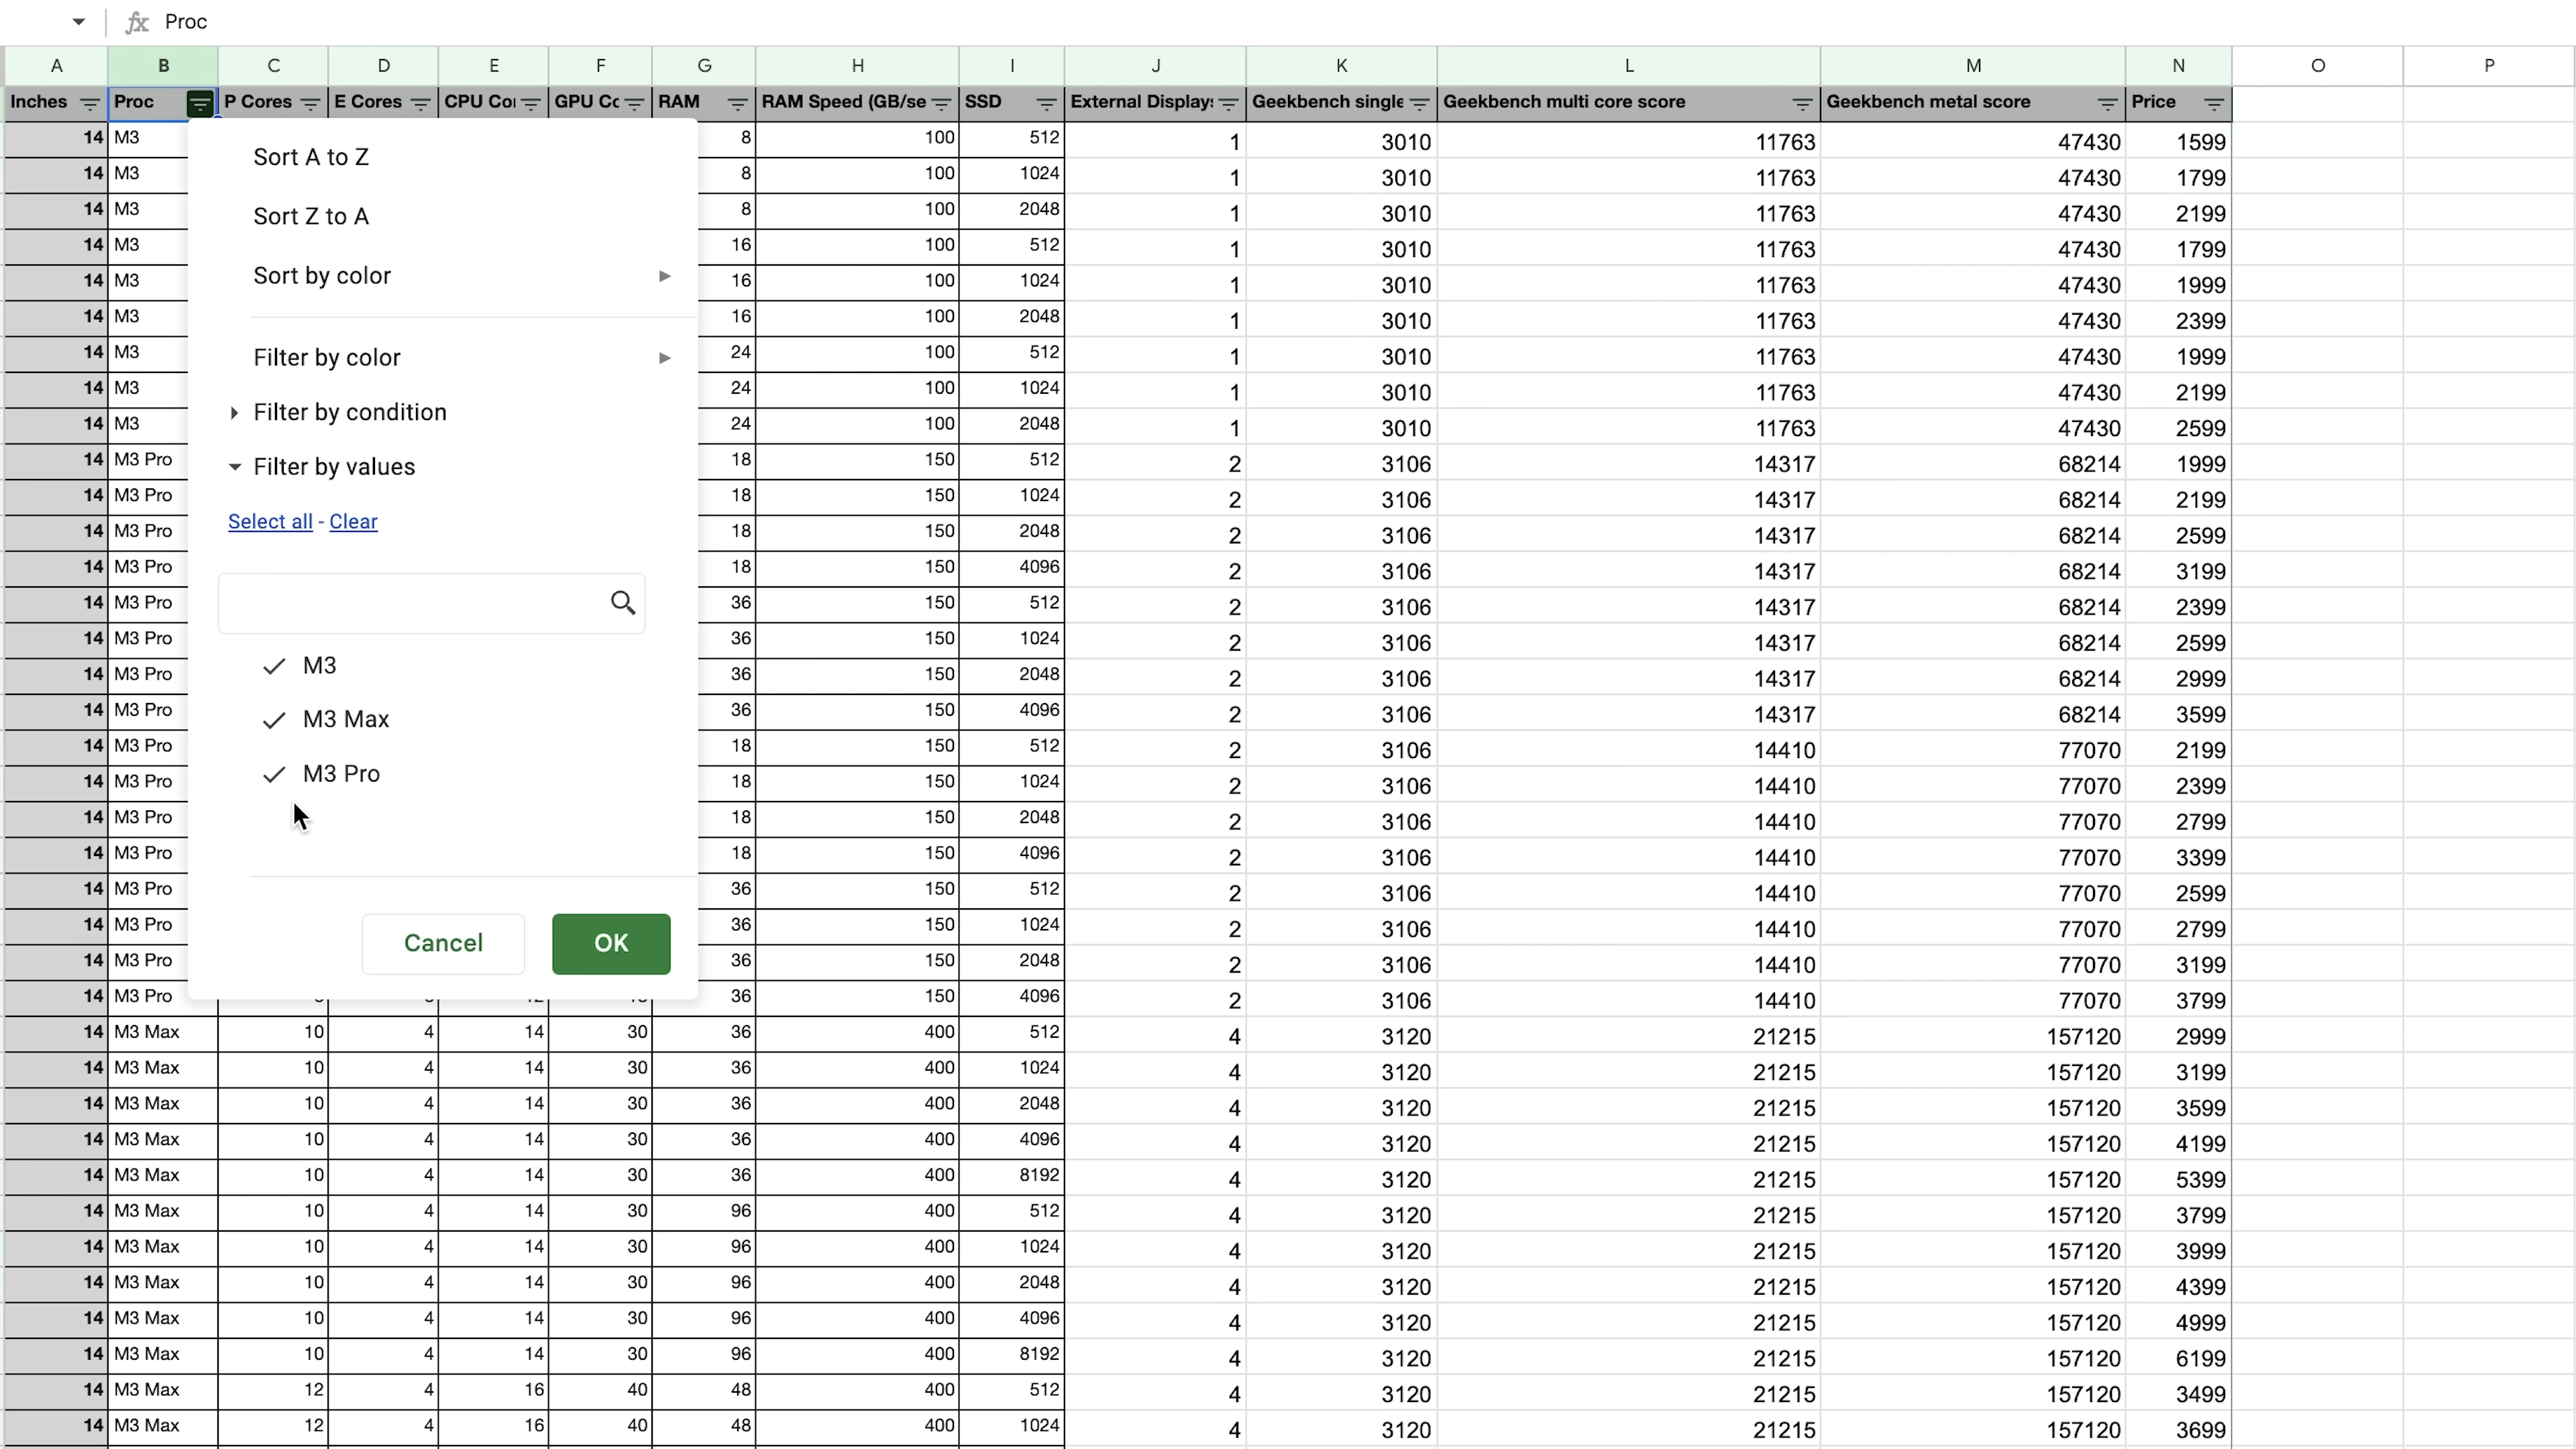 Proc
A B C D E F G H I J K L M N O P
Inches Proc P Cores E Cores CPU Co GPU Cc RAM RAM Speed (GB/se SSD External Display Geekbench single Geekbench multi core score Geekbench metal score Price
14 M3 8 100 512 1 3010 11763 47430 1599
14 M3 8 100 1024 1 3010 11763 47430 1799
14 M3 8 100 2048 1 3010 11763 47430 2199
14 M3 16 100 512 1 3010 11763 47430 1799
14 M3 16 100 1024 1 3010 11763 47430 1999
14 M3 16 100 2048 1 3010 11763 47430 2399
14 M3 24 100 512 1 3010 11763 47430 1999
14 M3 24 100 1024 1 3010 11763 47430 2199
14 M3 24 100 2048 1 3010 11763 47430 2599
14 M3 Pro 18 150 512 2 3106 14317 68214 1999
14 M3 Pro 18 150 1024 2 3106 14317 68214 2199
14 M3 Pro 18 150 2048 2 3106 14317 68214 2599
14 M3 Pro 18 150 4096 2 3106 14317 68214 3199
14 M3 Pro 36 150 512 2 3106 14317 68214 2399
14 M3 Pro 36 150 1024 2 3106 14317 68214 2599
14 M3 Pro 36 150 2048 2 3106 14317 68214 2999
14 M3 Pro 36 150 4096 2 3106 14317 68214 3599
14 M3 Pro 18 150 512 2 3106 14410 77070 2199
14 M3 Pro 18 150 1024 2 3106 14410 77070 2399
14 M3 Pro 18 150 2048 2 3106 14410 77070 2799
14 M3 Pro 18 150 4096 2 3106 14410 77070 3399
14 M3 Pro 36 150 512 2 3106 14410 77070 2599
14 M3 Pro 36 150 1024 2 3106 14410 77070 2799
14 M3 Pro 36 150 2048 2 3106 14410 77070 3199
14 M3 Pro 36 150 4096 2 3106 14410 77070 3799
14 M3 Max 10 4 14 30 36 400 512 4 3120 21215 157120 2999
14 M3 Max 10 4 14 30 36 400 1024 4 3120 21215 157120 3199
14 M3 Max 10 4 14 30 36 400 2048 4 3120 21215 157120 3599
14 M3 Max 10 4 14 30 36 400 4096 4 3120 21215 157120 4199
14 M3 Max 10 4 14 30 36 400 8192 4 3120 21215 157120 5399
14 M3 Max 10 4 14 30 96 400 512 4 3120 21215 157120 3799
14 M3 Max 10 4 14 30 96 400 1024 4 3120 21215 157120 3999
14 M3 Max 10 4 14 30 96 400 2048 4 3120 21215 157120 4399
14 M3 Max 10 4 14 30 96 400 4096 4 3120 21215 157120 4999
14 M3 Max 10 4 14 30 96 400 8192 4 3120 21215 157120 6199
14 M3 Max 12 4 16 40 48 400 512 4 3120 21215 157120 3499
14 M3 Max 12 4 16 40 48 400 1024 4 3120 21215 157120 3699
Sort A to Z
Sort Z to A
Sort by color
Filter by color
Filter by condition
Filter by values
Select all - Clear
M3
M3 Max
M3 Pro
Cancel OK